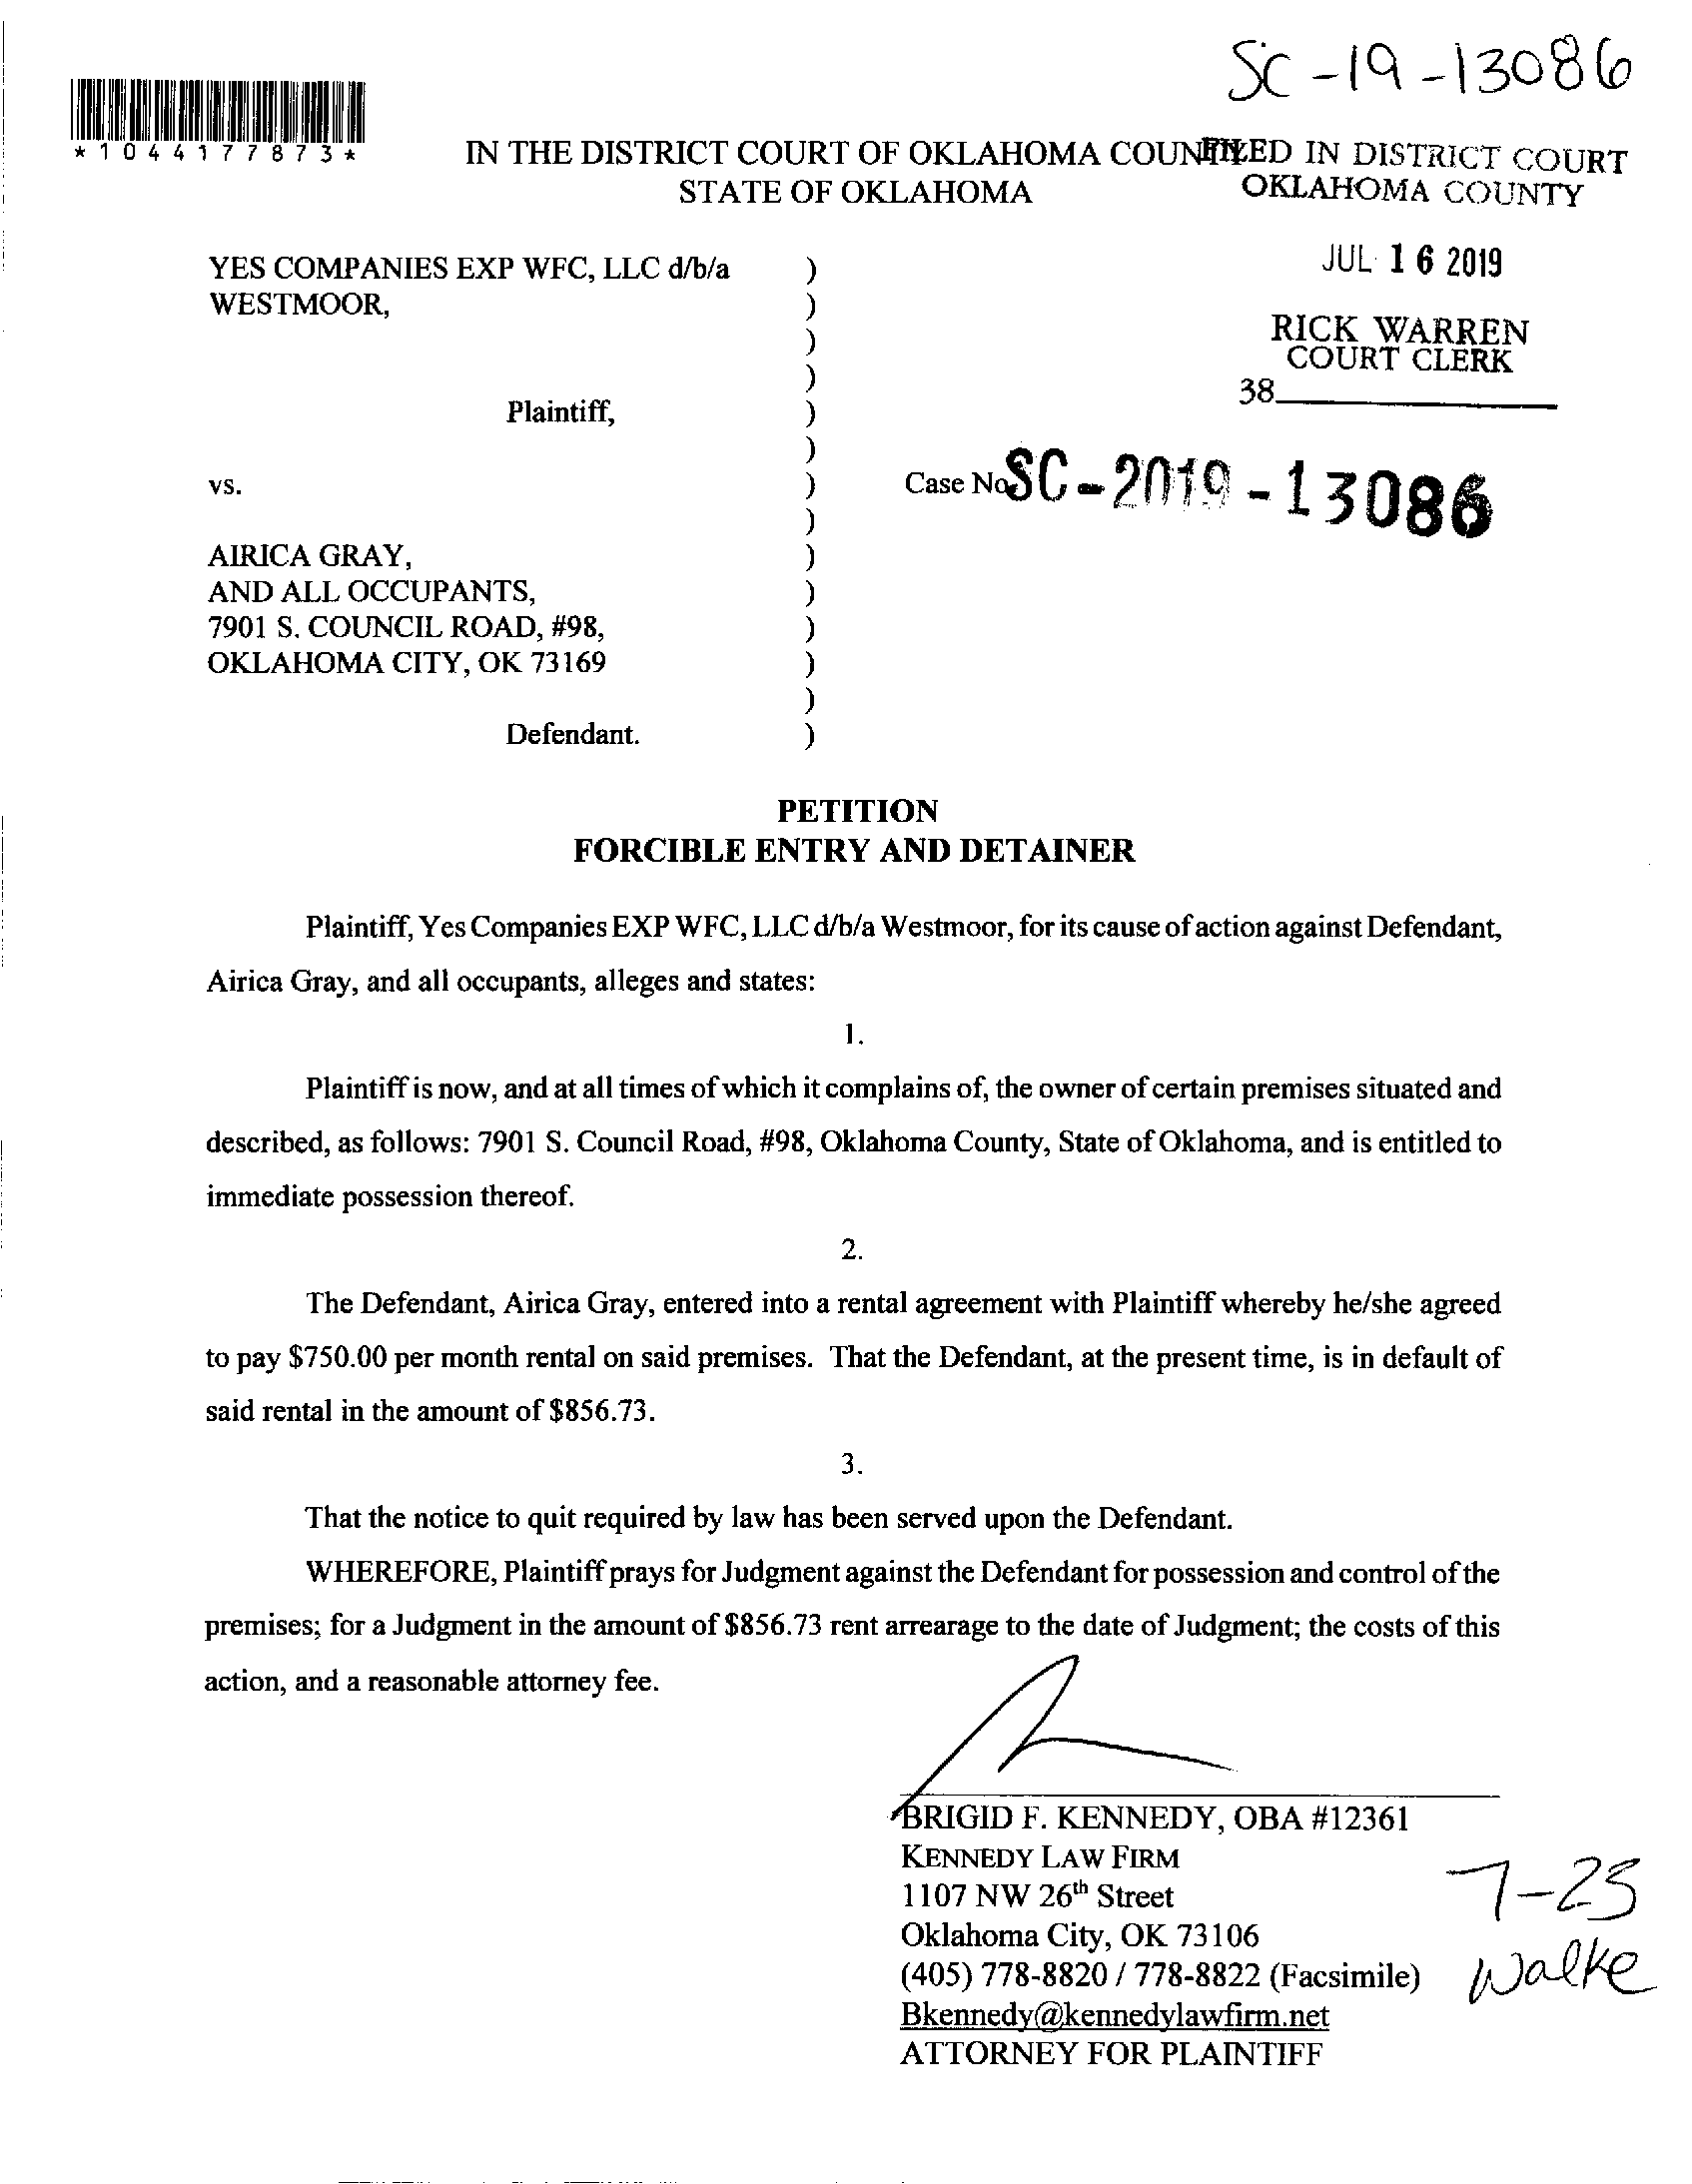 SC-19-13086
*1044177873*
IN THE DISTRICT COURT OF OKLAHOMA COUNTY
STATE OF OKLAHOMA
FILED IN DISTRICT COURT
OKLAHOMA COUNTY
JUL 16 2019
RICK WARREN
COURT CLERK
38
YES COMPANIES EXP WFC, LLC d/b/a )
WESTMOOR, )
)
)
Plaintiff, )
)
vs. )
)
Case No SC-2019-13086
AIRICA GRAY, )
AND ALL OCCUPANTS, )
7901 S. COUNCIL ROAD, #98, )
OKLAHOMA CITY, OK 73169 )
)
Defendant. )
PETITION
FORCIBLE ENTRY AND DETAINER
Plaintiff, Yes Companies EXP WFC, LLC d/b/a Westmoor, for its cause of action against Defendant,
Airica Gray, and all occupants, alleges and states:
1.
Plaintiff is now, and at all times of which it complains of, the owner of certain premises situated and
described, as follows: 7901 S. Council Road, #98, Oklahoma County, State of Oklahoma, and is entitled to
immediate possession thereof.
2.
The Defendant, Airica Gray, entered into a rental agreement with Plaintiff whereby he/she agreed
to pay $750.00 per month rental on said premises. That the Defendant, at the present time, is in default of
said rental in the amount of $856.73.
3.
That the notice to quit required by law has been served upon the Defendant.
WHEREFORE, Plaintiff prays for Judgment against the Defendant for possession and control of the
premises; for a Judgment in the amount of $856.73 rent arrearage to the date of Judgment; the costs of this
action, and a reasonable attorney fee.
BRIGID F. KENNEDY, OBA #12361
KENNEDY LAW FIRM
1107 NW 26th Street
Oklahoma City, OK 73106
(405) 778-8820 / 778-8822 (Facsimile)
Bkennedy@kennedylawfirm.net
ATTORNEY FOR PLAINTIFF
7-23
Walke